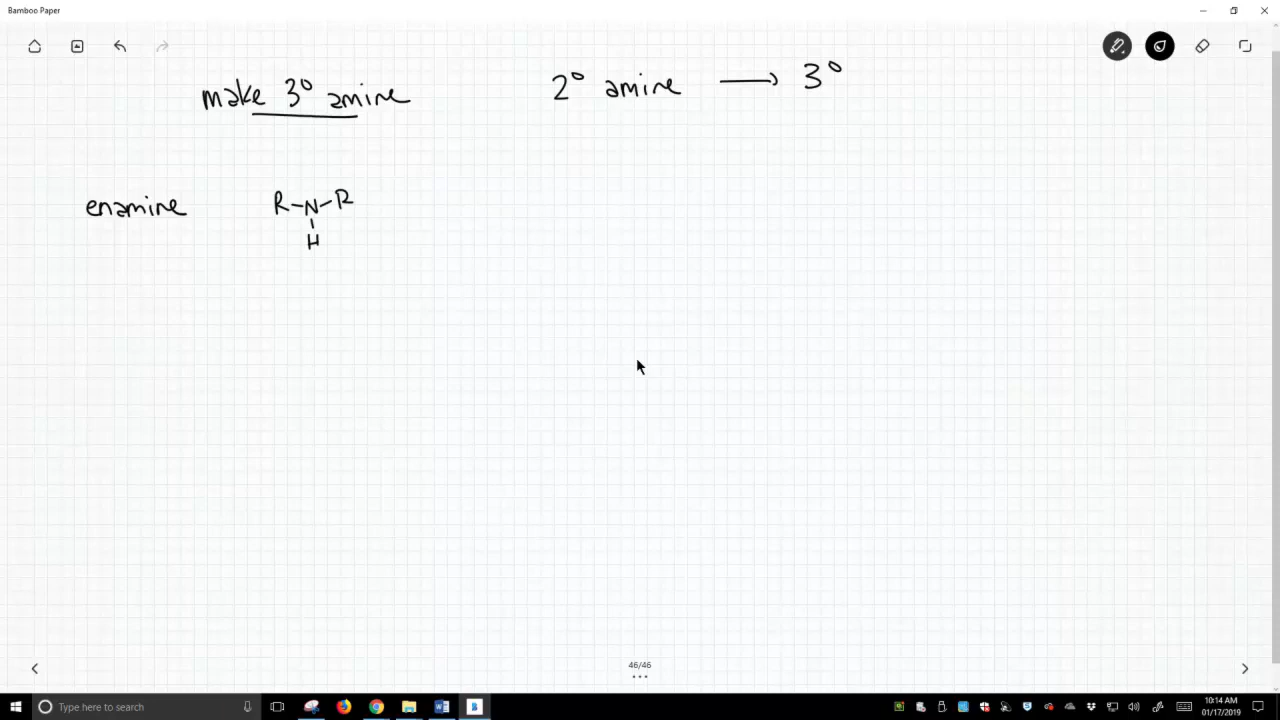 Bamboo Paper
make 3° amine
2° amine → 3°
enamine
R-N-R
H
46/46
Type here to search
10:14 AM
01/17/2019